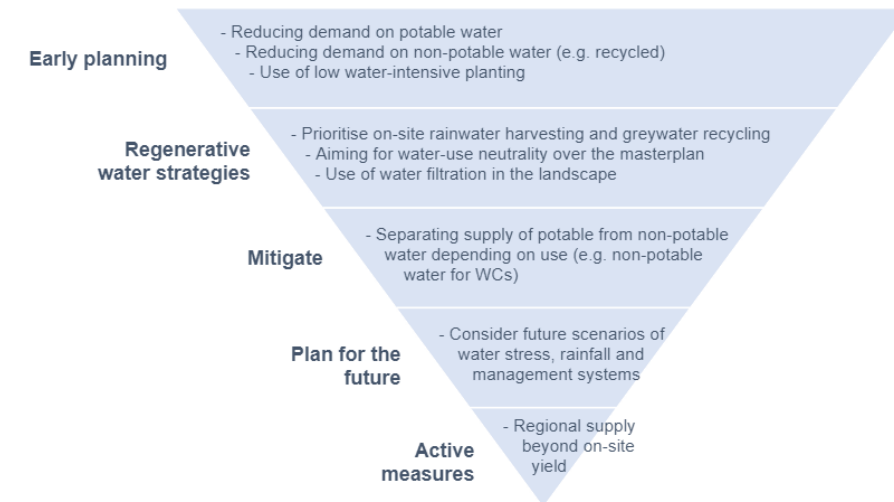 Early planning
- Reducing demand on potable water
- Reducing demand on non-potable water (e.g. recycled)
- Use of low water-intensive planting
Regenerative
water strategies
- Prioritise on-site rainwater harvesting and greywater recycling
- Aiming for water-use neutrality over the masterplan
- Use of water filtration in the landscape
Mitigate
- Separating supply of potable from non-potable
water depending on use (e.g. non-potable
water for WCs)
Plan for the
future
- Consider future scenarios of
water stress, rainfall and
management systems
Active
measures
- Regional supply
beyond on-site
yield